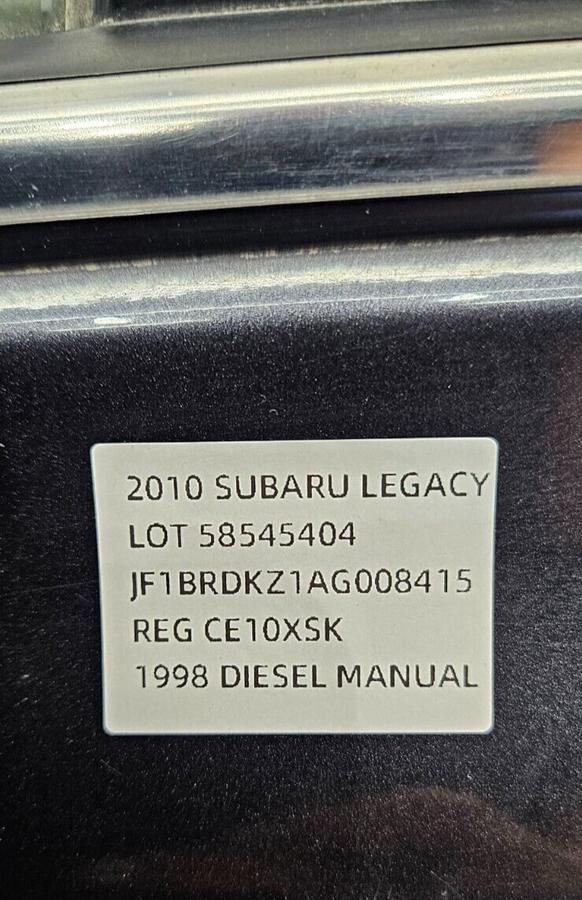 2010 SUBARU LEGACY
LOT 58545404
JF1BRDKZ1AG008415
REG CE10XSK
1998 DIESEL MANUAL